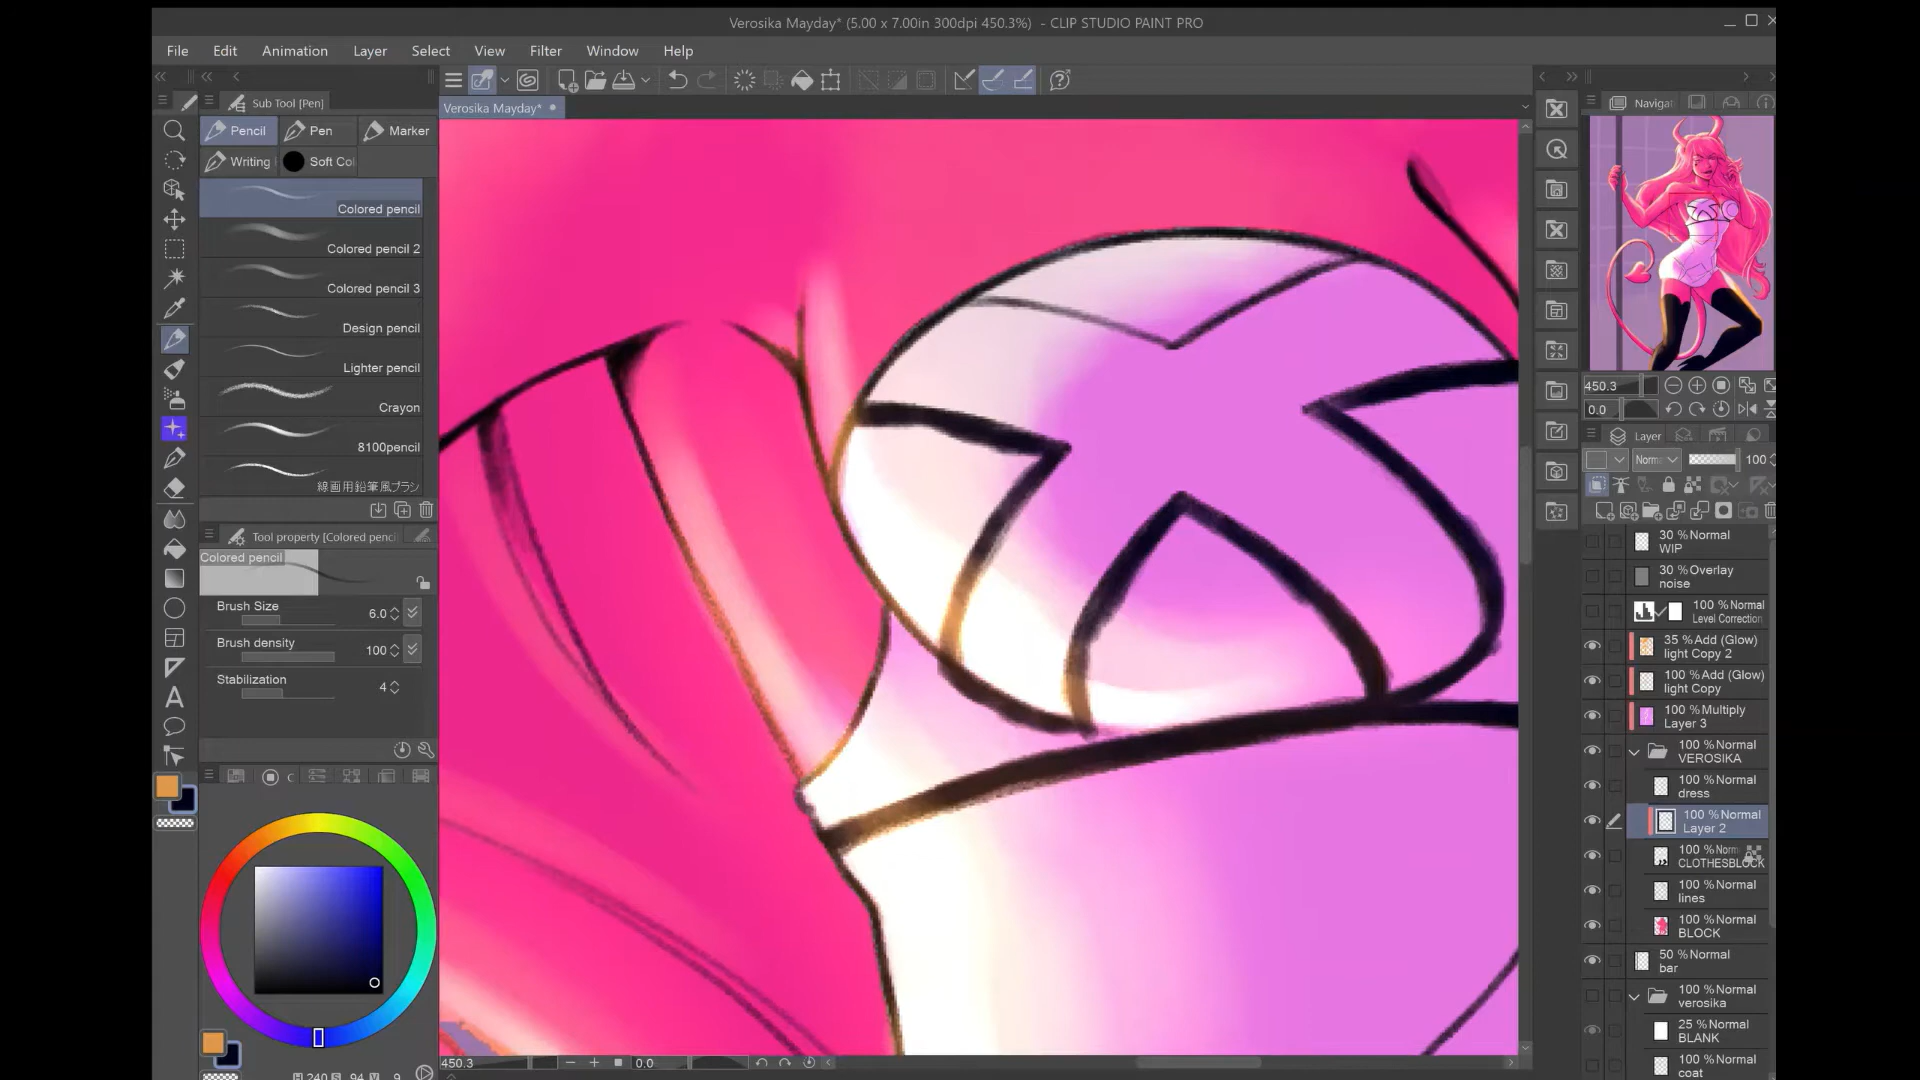 Verosika Mayday* (5.00 x 7.00in 300dpi 450.3%) - CLIP STUDIO PAINT PRO
File Edit Animation Layer Select View Filter Window Help
Sub Tool [Pen]
Verosika Mayday*
Pencil Pen Marker
Writing Soft Col
Colored pencil
Colored pencil 2
Colored pencil 3
Design pencil
Lighter pencil
Crayon
8100pencil
線画用鉛筆風ブラシ
Tool property [Colored penc
Colored pencil
Brush Size 6.0
Brush density 100
Stabilization 4
H 240 S 94 V 9
450.3 0.0
Navigat
450.3
0.0
Layer
Norma 100
30 %Normal
WIP
30 %Overlay
noise
100 %Normal
Level Correction
35 %Add (Glow)
light Copy 2
100 %Add (Glow)
light Copy
100 %Multiply
Layer 3
100 %Normal
VEROSIKA
100 %Normal
dress
100 %Normal
Layer 2
100 %Norm
CLOTHESBLOCK
100 %Normal
lines
100 %Normal
BLOCK
50 %Normal
bar
100 %Normal
verosika
25 %Normal
BLANK
100 %Normal
coat